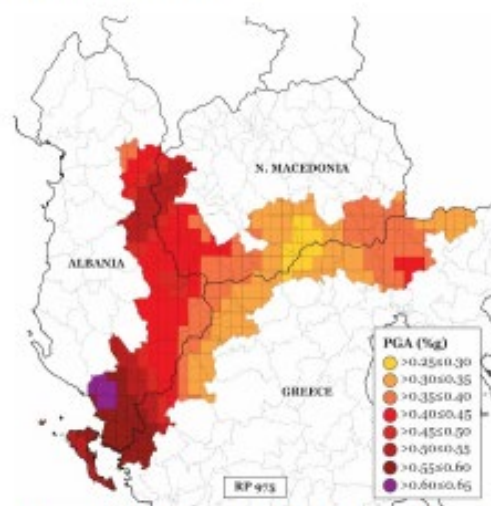 N. MACEDONIA
ALBANIA
GREECE
PGA (%g)
>0.25≤0.30
>0.30≤0.35
>0.35≤0.40
>0.40≤0.45
>0.45≤0.50
>0.50≤0.55
>0.55≤0.60
>0.60≤0.65
RP 975